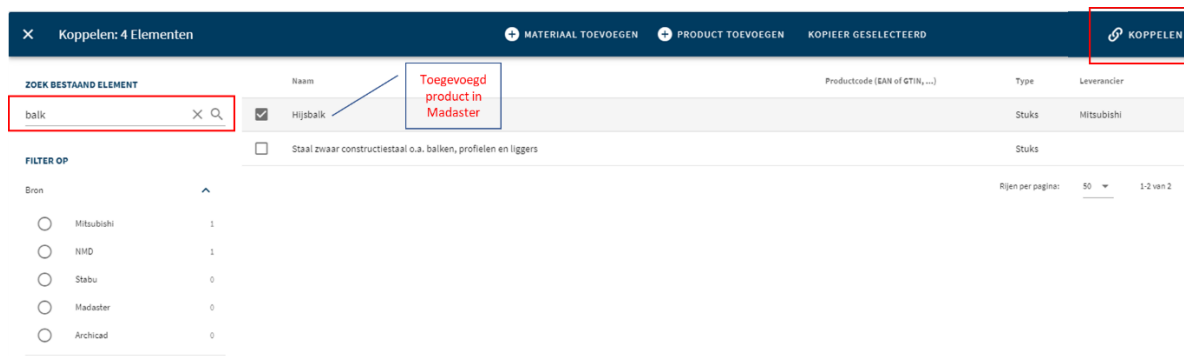 Koppelen: 4 Elementen
MATERIAAL TOEVOEGEN
PRODUCT TOEVOEGEN
KOPIEER GESELECTEERD
KOPPELEN
ZOEK BESTAAND ELEMENT
balk
FILTER OP
Bron
Mitsubishi 1
NMD 1
Stabu 0
Madaster 0
Archicad 0
Naam
Productcode (EAN of GTIN, ...)
Type
Leverancier
Toegevoegd
product in
Madaster
Hijsbalk Stuks Mitsubishi
Staal zwaar constructiestaal o.a. balken, profielen en liggers Stuks
Rijen per pagina: 50 1-2 van 2